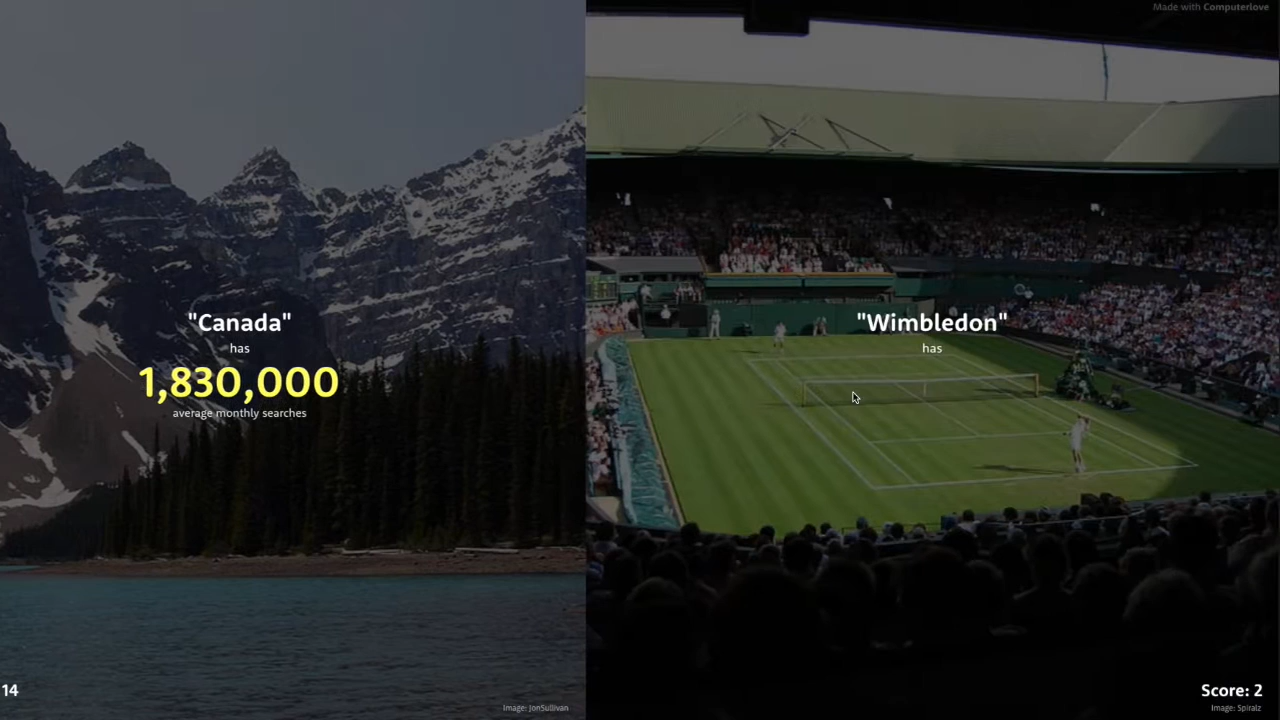 Made with Computerlove
"Canada"
has
1,830,000
average monthly searches
"Wimbledon"
has
14
Score: 2
Image: JonSullivan
Image: Spiralz